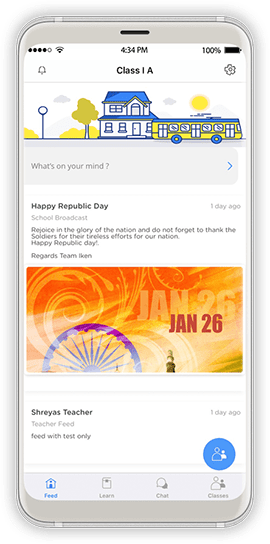 4:34 PM 100%
Class I A
What's on your mind ?
Happy Republic Day 1 day ago
School Broadcast
Rejoice in the glory of the nation and do not forget to thank the
Soldiers for their tireless efforts for our nation.
Happy Republic day!.
Regards Team Iken
JAN 26
JAN 26
Shreyas Teacher 1 day ago
Teacher Feed
feed with test only
Feed Learn Chat Classes